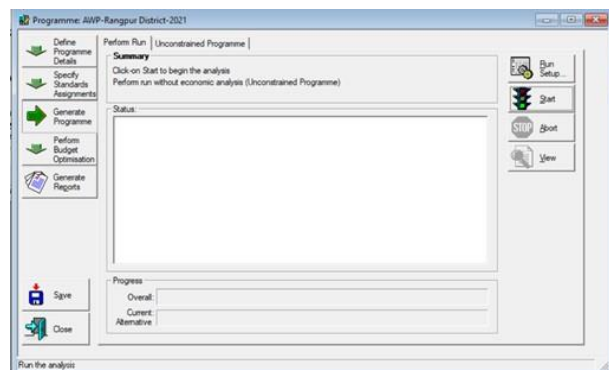 Programme: AWP-Rangpur District-2021
Define
Programme
Details
Specify
Standards
Assignments
Generate
Programme
Perform
Budget
Optimisation
Generate
Reports
Save
Close
Perform Run
Unconstrained Programme
Summary
Click-on Start to begin the analysis
Perform run without economic analysis (Unconstrained Programme)
Status:
Progress
Overall:
Current
Alternative
Run
Setup...
Start
STOP
Abort
View
Run the analysis